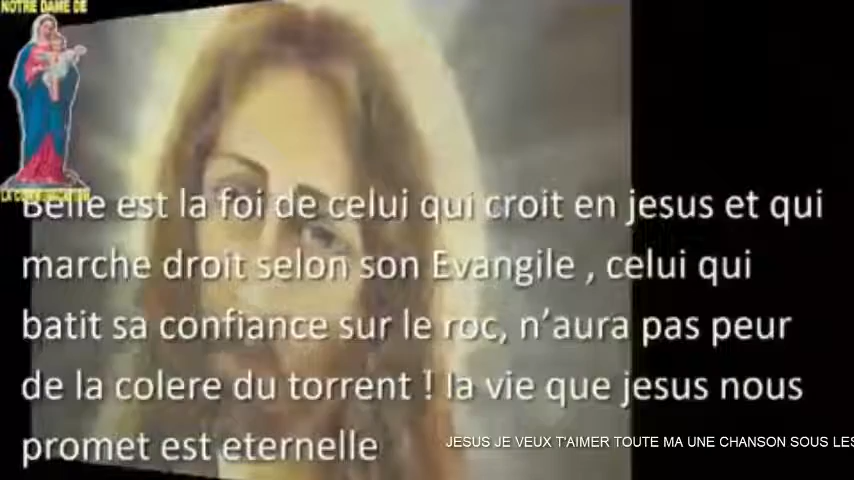 NOTRE DAME DE
LA COMMUNICATION
Belle est la foi de celui qui croit en jesus et qui
marche droit selon son Evangile , celui qui
batit sa confiance sur le roc, n'aura pas peur
de la colere du torrent ! la vie que jesus nous
promet est eternelle
JESUS JE VEUX T'AIMER TOUTE MA UNE CHANSON SOUS LES